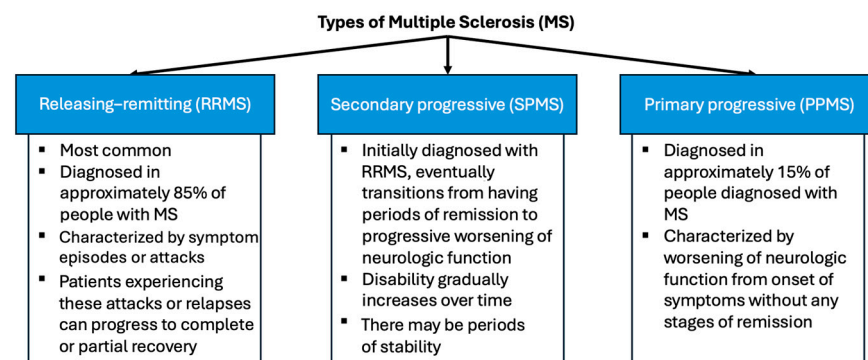 Types of Multiple Sclerosis (MS)
Releasing–remitting (RRMS)
▪ Most common
▪ Diagnosed in
approximately 85% of
people with MS
▪ Characterized by symptom
episodes or attacks
▪ Patients experiencing
these attacks or relapses
can progress to complete
or partial recovery
Secondary progressive (SPMS)
▪ Initially diagnosed with
RRMS, eventually
transitions from having
periods of remission to
progressive worsening of
neurologic function
▪ Disability gradually
increases over time
▪ There may be periods
of stability
Primary progressive (PPMS)
▪ Diagnosed in
approximately 15% of
people diagnosed with
MS
▪ Characterized by
worsening of neurologic
function from onset of
symptoms without any
stages of remission